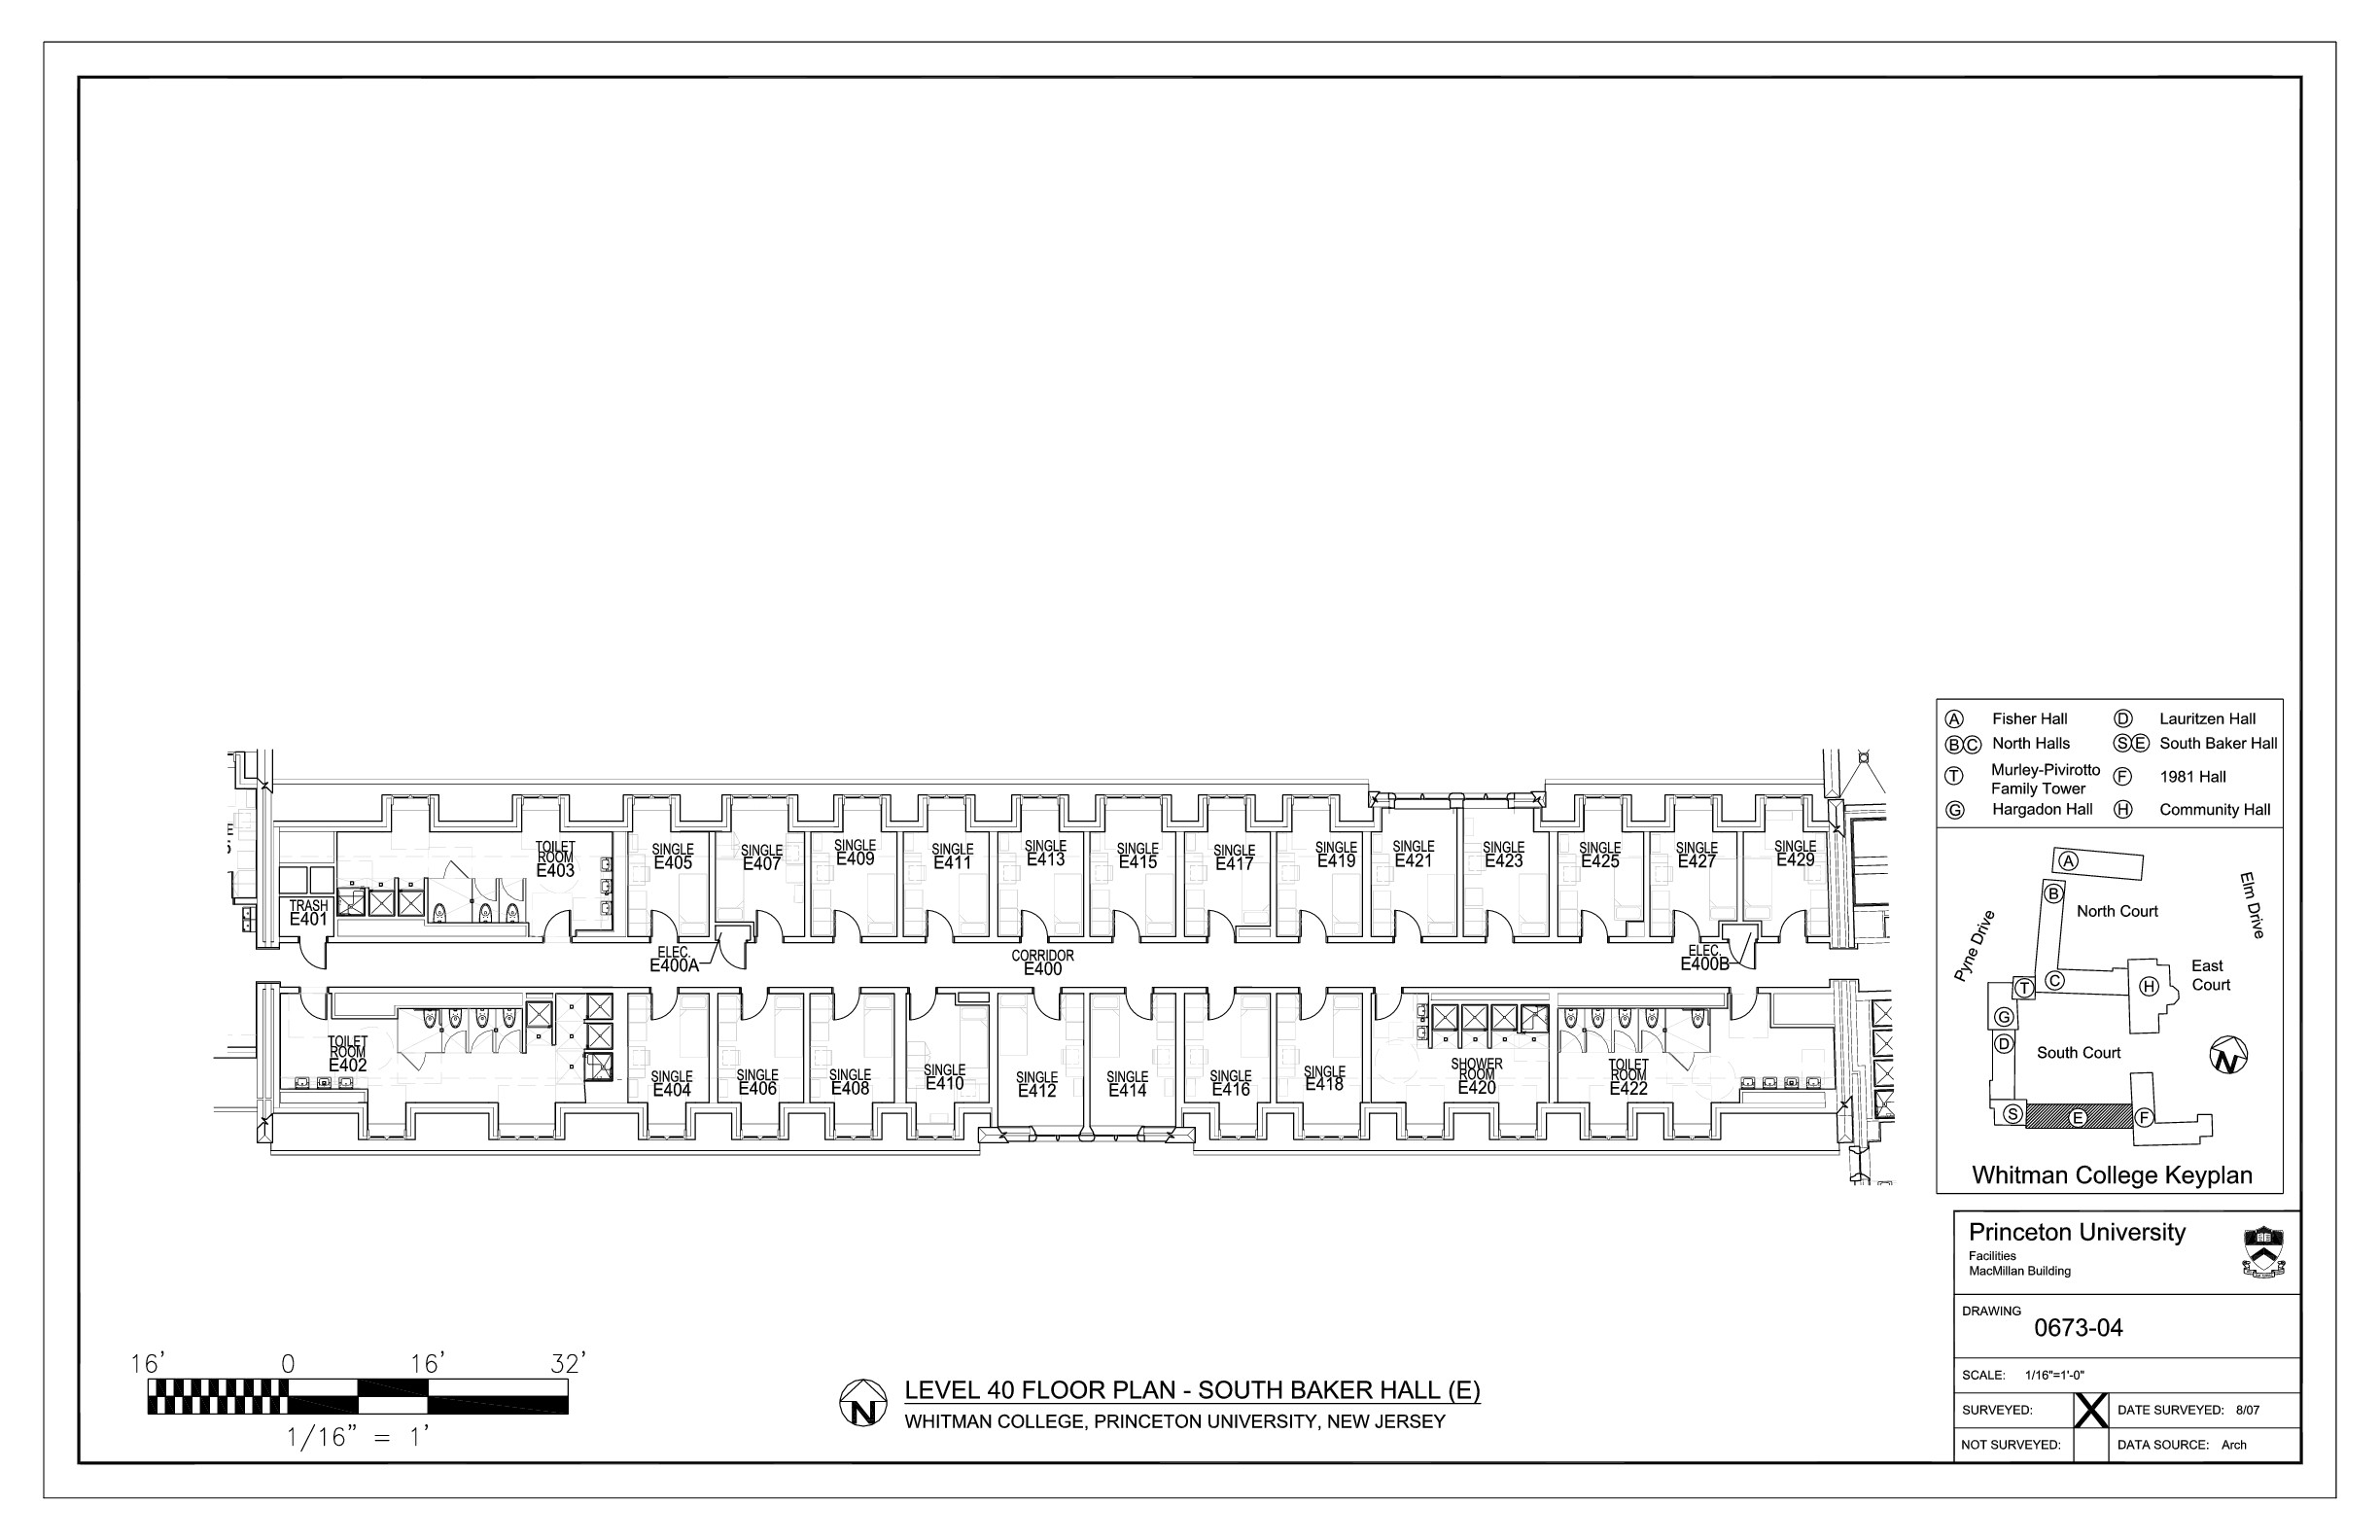 TOILET
ROOM
E403
TRASH
E401
SINGLE
E405
SINGLE
E407
SINGLE
E409
SINGLE
E411
SINGLE
E413
SINGLE
E415
SINGLE
E417
SINGLE
E419
SINGLE
E421
SINGLE
E423
SINGLE
E425
SINGLE
E427
SINGLE
E429
ELEC.
E400A
CORRIDOR
E400
ELEC.
E400B
TOILET
ROOM
E402
SINGLE
E404
SINGLE
E406
SINGLE
E408
SINGLE
E410
SINGLE
E412
SINGLE
E414
SINGLE
E416
SINGLE
E418
SHOWER
ROOM
E420
TOILET
ROOM
E422
A Fisher Hall
D Lauritzen Hall
B C North Halls
S E South Baker Hall
T Murley-Pivirotto
Family Tower
F 1981 Hall
G Hargadon Hall
H Community Hall
A
B
North Court
Elm Drive
Pyne Drive
East
Court
C
T
H
G
D
South Court
N
S
E
F
Whitman College Keyplan
Princeton University
Facilities
MacMillan Building
DRAWING
0673-04
SCALE: 1/16"=1'-0"
SURVEYED: X DATE SURVEYED: 8/07
NOT SURVEYED: DATA SOURCE: Arch
16' 0 16' 32'
1/16" = 1'
N
LEVEL 40 FLOOR PLAN - SOUTH BAKER HALL (E)
WHITMAN COLLEGE, PRINCETON UNIVERSITY, NEW JERSEY